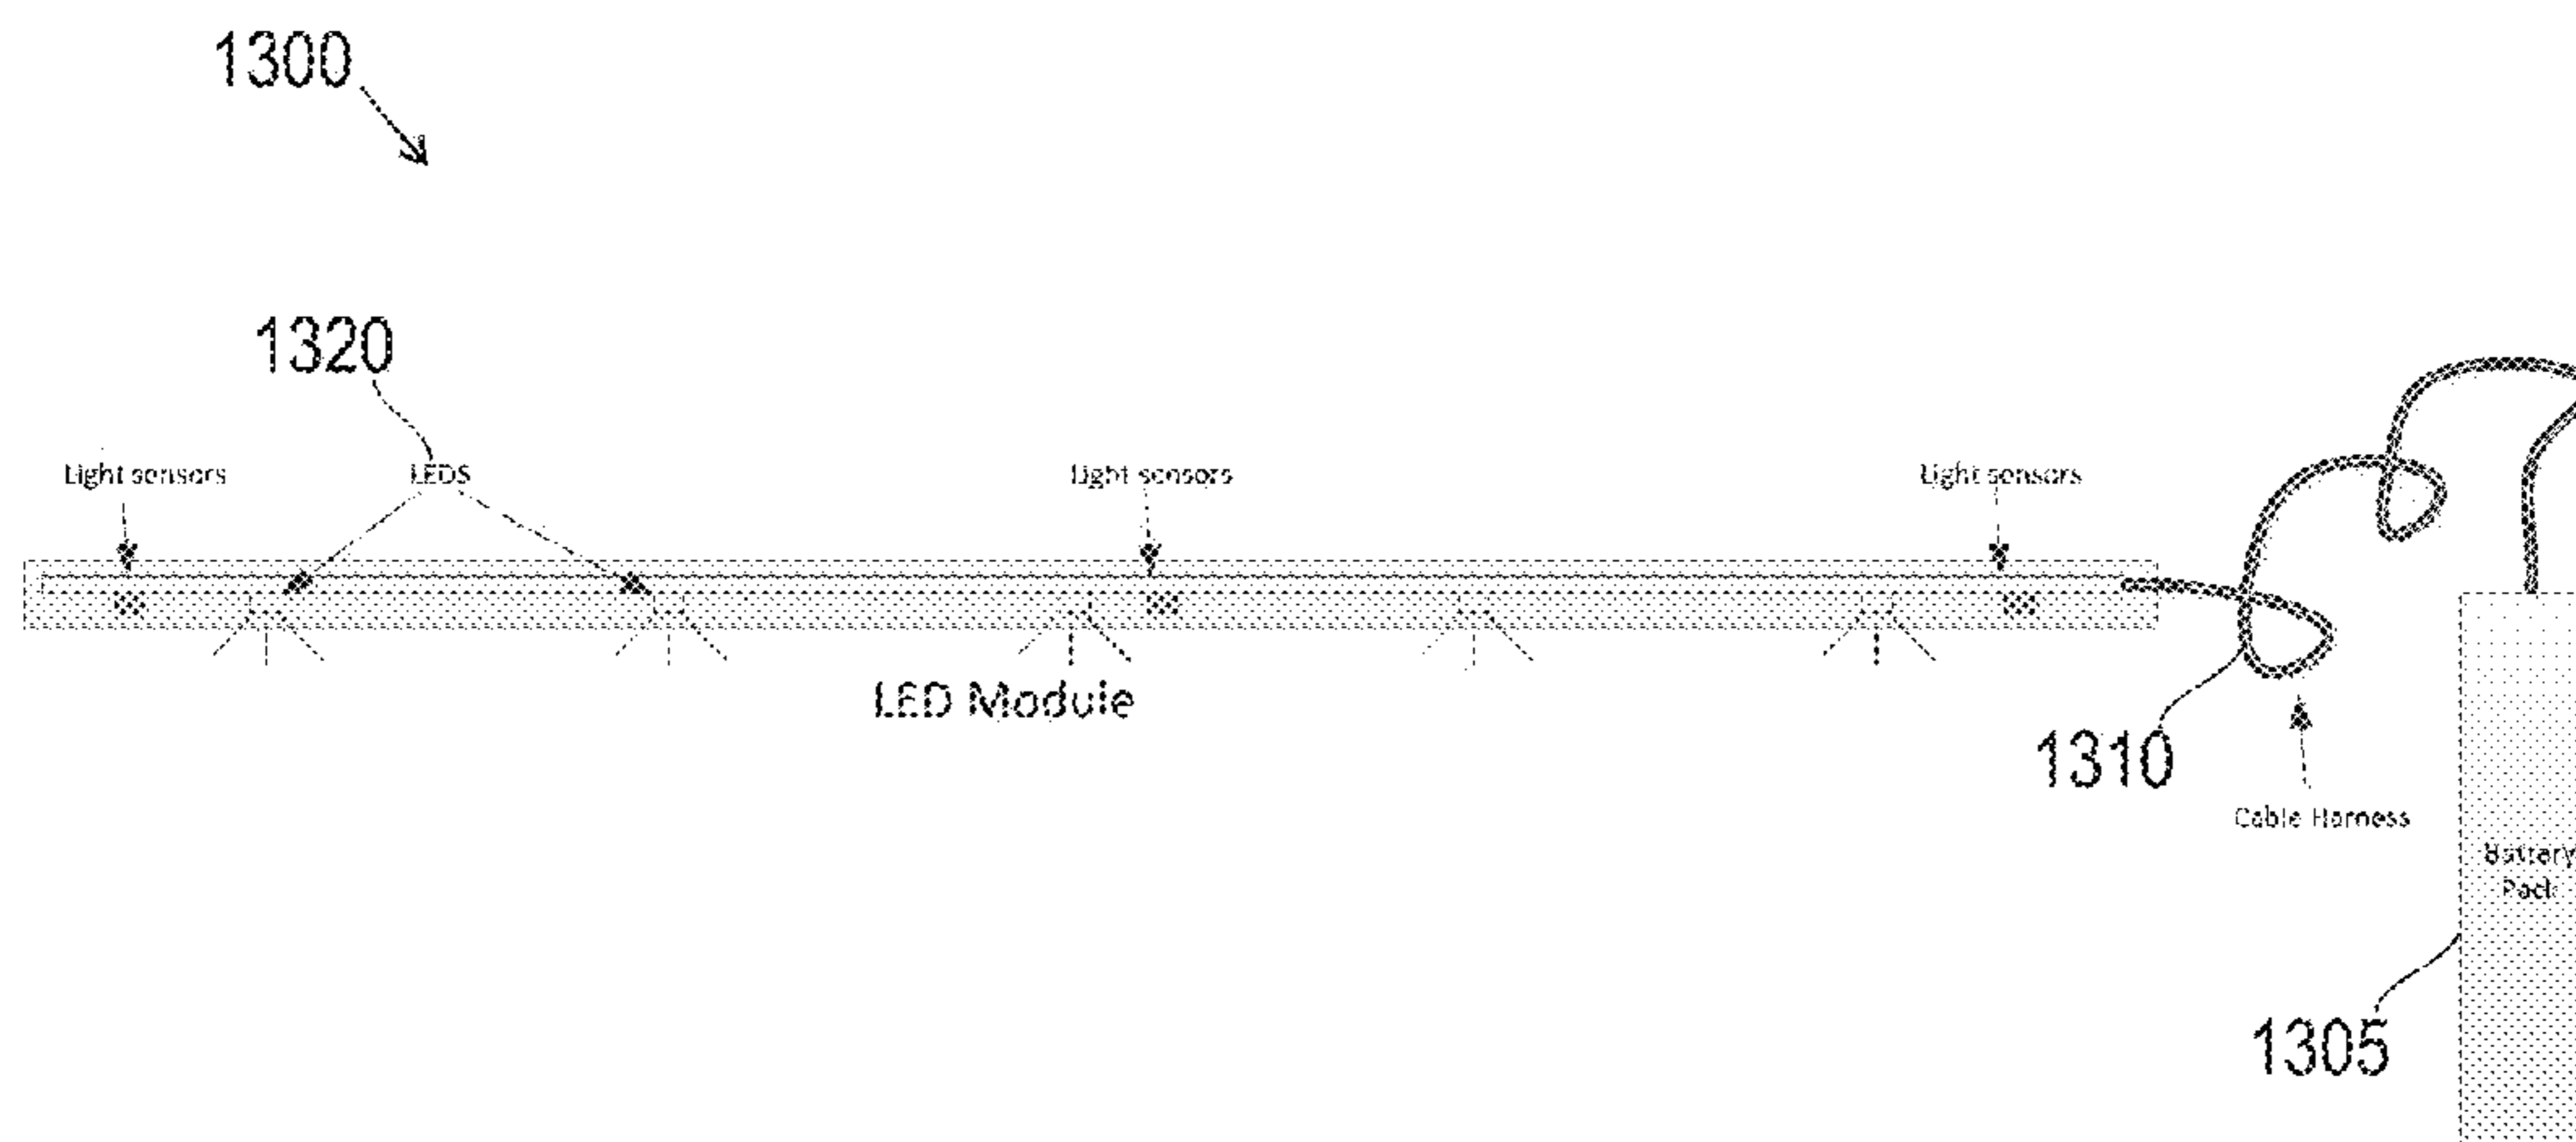 1300
1320
Light sensors
LEDS
Light sensors
Light sensors
LED Module
1310
Cable Harness
Battery
Pack
1305